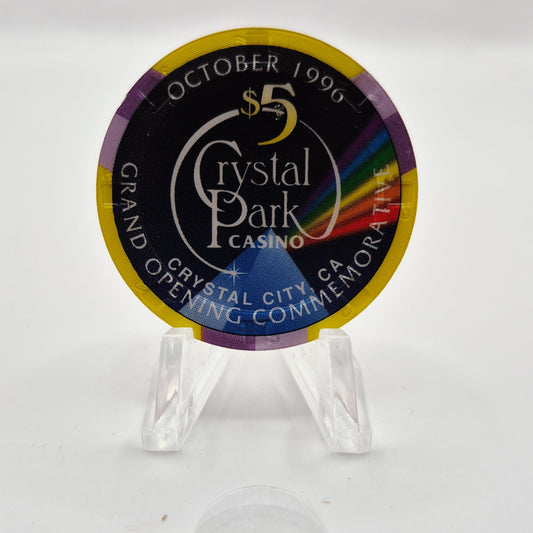 OCTOBER 1996
$5
Crystal
Park
CASINO
CRYSTAL CITY, CA
GRAND OPENING COMMEMORATIVE